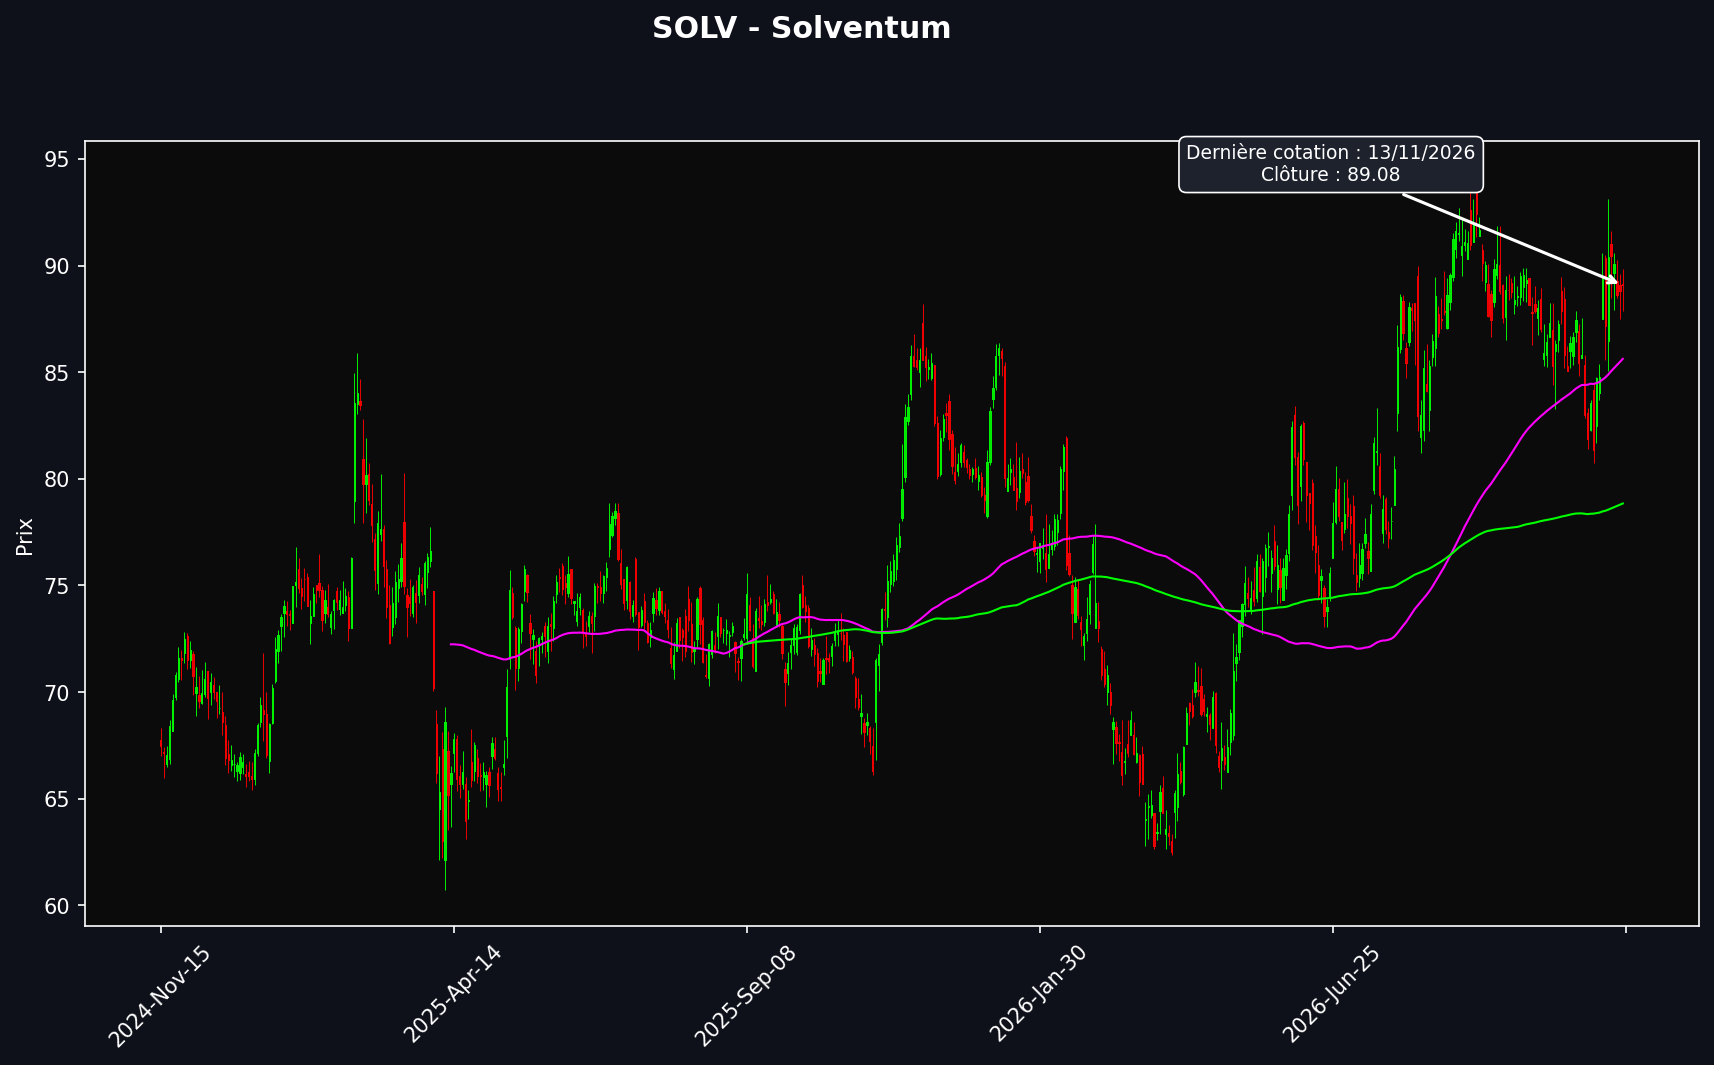 SOLV - Solventum
Dernière cotation : 13/11/2026
Clôture : 89.08
Prix
95
90
85
80
75
70
65
60
2024-Nov-15
2025-Apr-14
2025-Sep-08
2026-Jan-30
2026-Jun-25